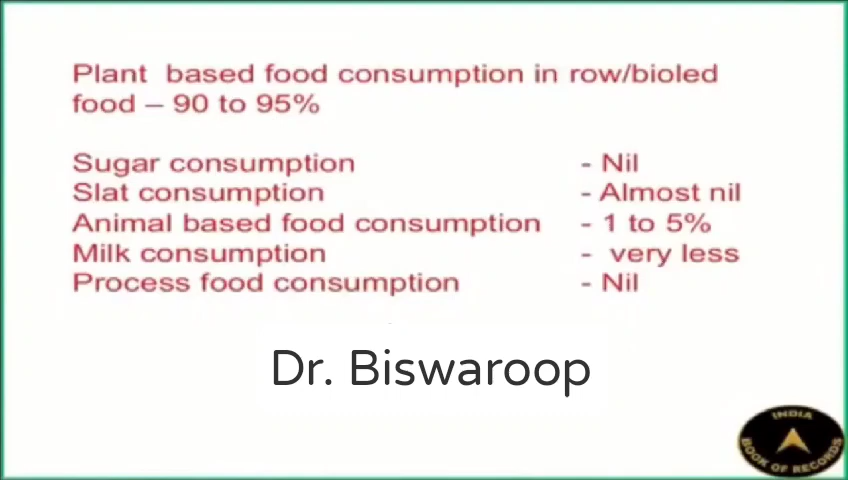 Plant based food consumption in row/bioled
food – 90 to 95%
Sugar consumption - Nil
Slat consumption - Almost nil
Animal based food consumption - 1 to 5%
Milk consumption - very less
Process food consumption - Nil
Dr. Biswaroop
INDIA
BOOK OF RECORDS